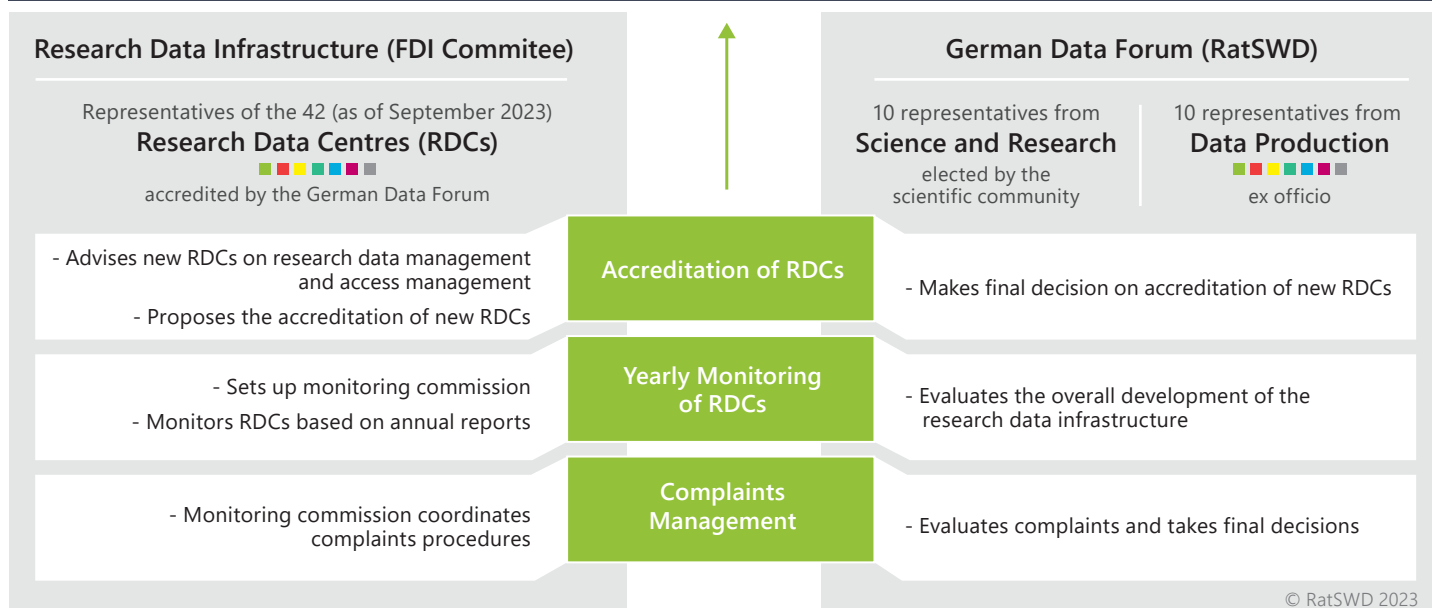 Research Data Infrastructure (FDI Commitee)
Representatives of the 42 (as of September 2023)
Research Data Centres (RDCs)
accredited by the German Data Forum
German Data Forum (RatSWD)
10 representatives from
Science and Research
elected by the
scientific community
10 representatives from
Data Production
ex officio
- Advises new RDCs on research data management
and access management
- Proposes the accreditation of new RDCs
Accreditation of RDCs
- Makes final decision on accreditation of new RDCs
- Sets up monitoring commission
- Monitors RDCs based on annual reports
Yearly Monitoring
of RDCs
- Evaluates the overall development of the
research data infrastructure
- Monitoring commission coordinates
complaints procedures
Complaints
Management
- Evaluates complaints and takes final decisions
© RatSWD 2023